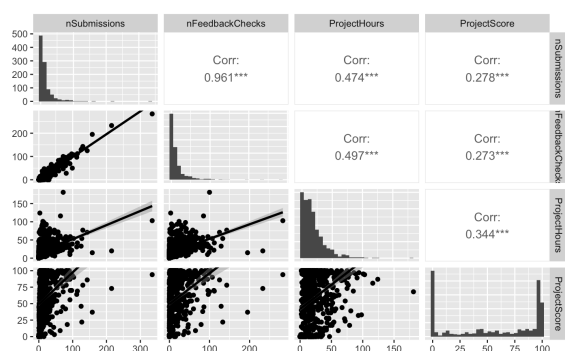 nSubmissions nFeedbackChecks ProjectHours ProjectScore
500
400
300
200
100
0
Corr:
0.961***
Corr:
0.474***
Corr:
0.278***
nSubmissions
200
100
0
Corr:
0.497***
Corr:
0.273***
nFeedbackCheck
150
100
50
0
Corr:
0.344***
ProjectHours
100
75
50
25
0
ProjectScore
0 100 200 300 0 100 200 0 50 100 150 0 25 50 75 100